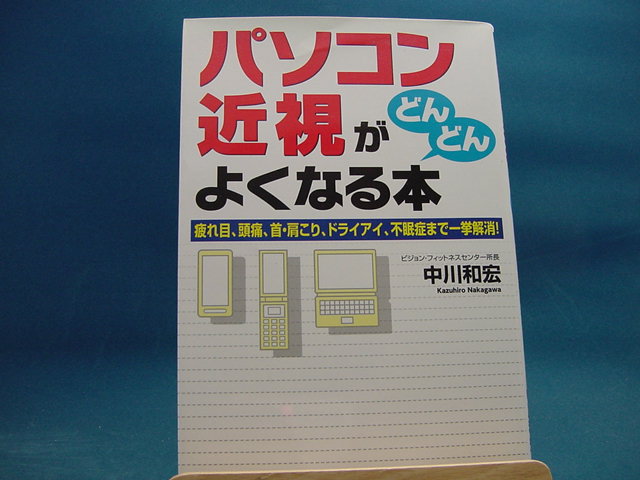 パソコン
近視が
どんどん
よくなる本
疲れ目、頭痛、首・肩こり、ドライアイ、不眠症まで一挙解消!
ビジョン・フィットネスセンター所長
中川和宏
Kazuhiro Nakagawa